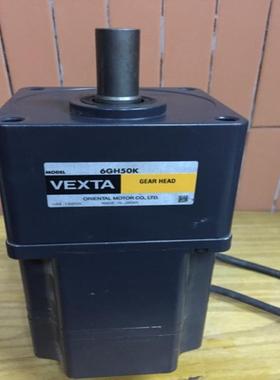 MODEL 6GH50K
VEXTA GEAR HEAD
ORIENTAL MOTOR CO., LTD.
MADE IN JAPAN